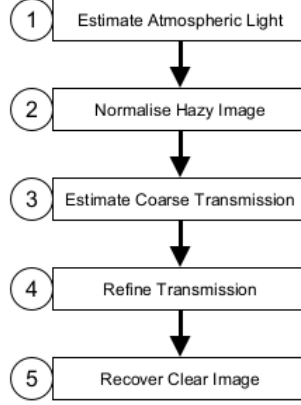 1 Estimate Atmospheric Light
2 Normalise Hazy Image
3 Estimate Coarse Transmission
4 Refine Transmission
5 Recover Clear Image